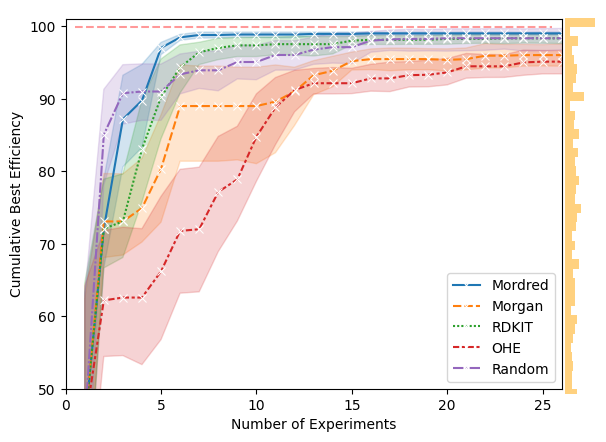 100
90
80
70
60
50
Cumulative Best Efficiency
Mordred
Morgan
RDKIT
OHE
Random
0 5 10 15 20 25
Number of Experiments